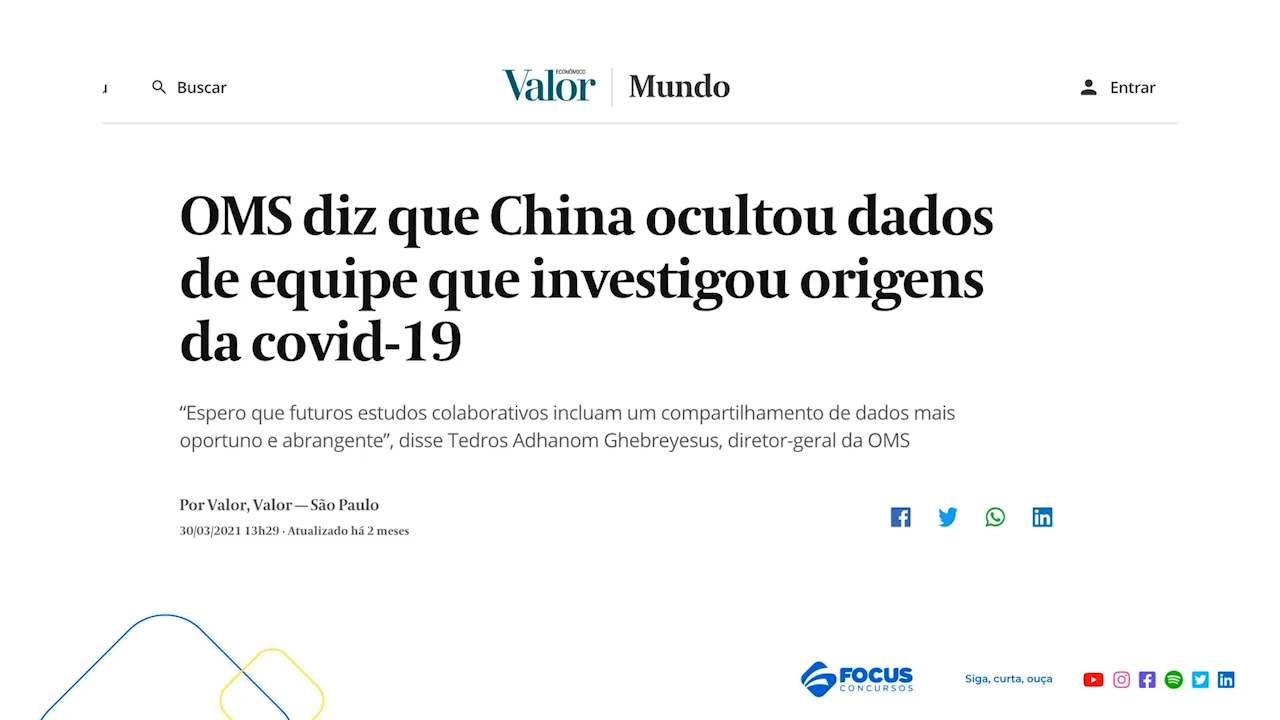 Buscar
Valor ECONÔMICO
Mundo
Entrar
OMS diz que China ocultou dados
de equipe que investigou origens
da covid-19
“Espero que futuros estudos colaborativos incluam um compartilhamento de dados mais
oportuno e abrangente”, disse Tedros Adhanom Ghebreyesus, diretor-geral da OMS
Por Valor, Valor — São Paulo
30/03/2021 13h29 · Atualizado há 2 meses
FOCUS
CONCURSOS
Siga, curta, ouça